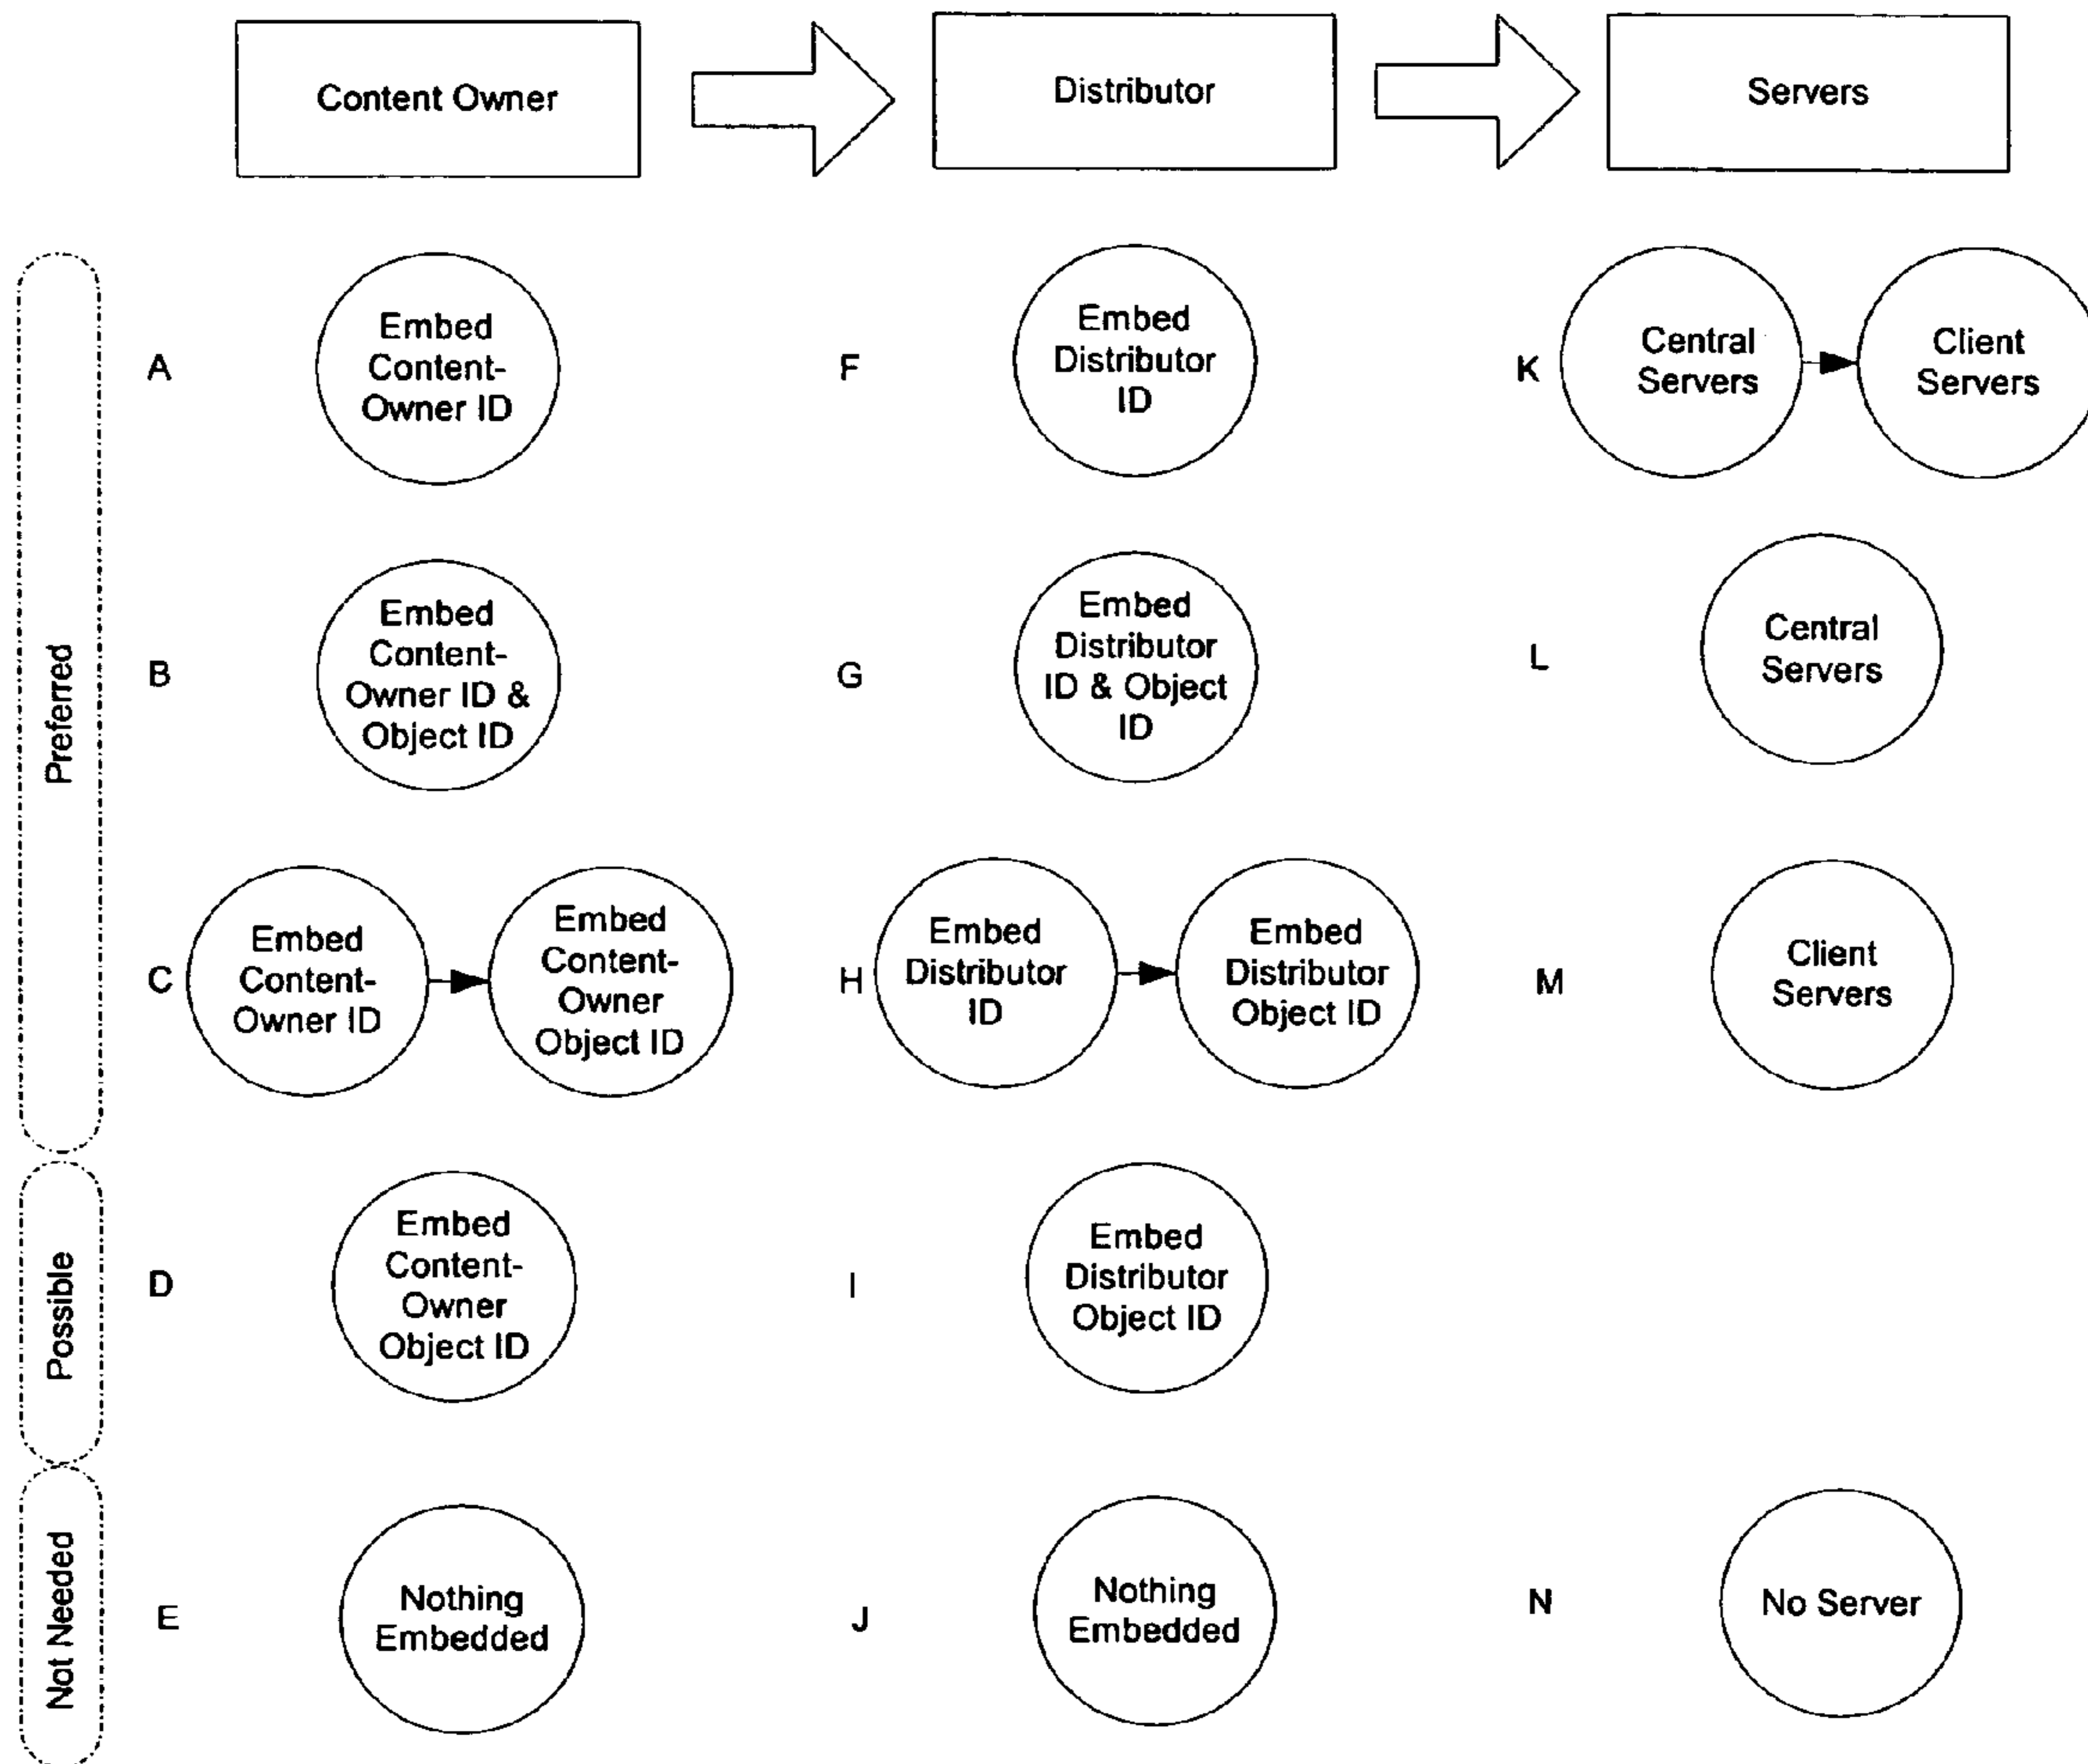 Content Owner
Distributor
Servers
Preferred
A
Embed
Content-
Owner ID
F
Embed
Distributor
ID
K
Central
Servers
Client
Servers
B
Embed
Content-
Owner ID &
Object ID
G
Embed
Distributor
ID & Object
ID
L
Central
Servers
C
Embed
Content-
Owner ID
Embed
Content-
Owner
Object ID
H
Embed
Distributor
ID
Embed
Distributor
Object ID
M
Client
Servers
Possible
D
Embed
Content-
Owner
Object ID
I
Embed
Distributor
Object ID
Not Needed
E
Nothing
Embedded
J
Nothing
Embedded
N
No Server